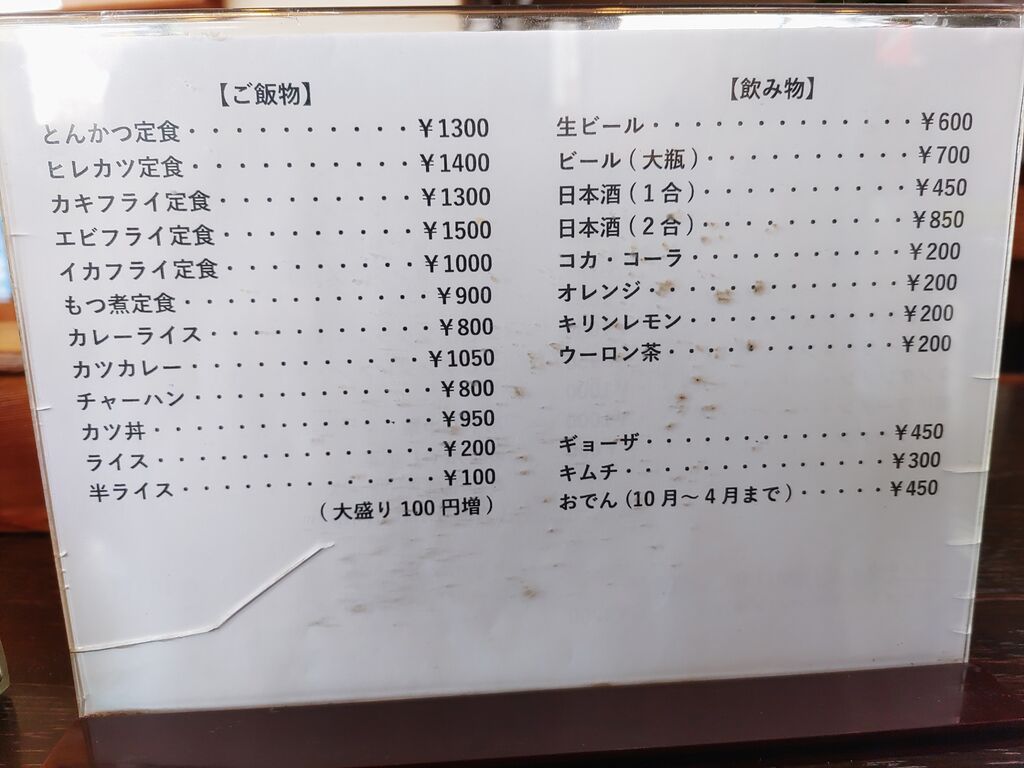 【ご飯物】
とんかつ定食・・・・・・・・・・￥1300
ヒレカツ定食・・・・・・・・・・￥1400
カキフライ定食・・・・・・・・・￥1300
エビフライ定食・・・・・・・・・￥1500
イカフライ定食・・・・・・・・・￥1000
もつ煮定食・・・・・・・・・・・￥900
カレーライス・・・・・・・・・・￥800
カツカレー・・・・・・・・・・・￥1050
チャーハン・・・・・・・・・・・￥800
カツ丼・・・・・・・・・・・・・￥950
ライス・・・・・・・・・・・・・￥200
半ライス・・・・・・・・・・・・￥100
(大盛り100円増)
【飲み物】
生ビール・・・・・・・・・・・・￥600
ビール(大瓶)・・・・・・・・・・￥700
日本酒(1合)・・・・・・・・・・￥450
日本酒(2合)・・・・・・・・・・￥850
コカ・コーラ・・・・・・・・・・￥200
オレンジ・・・・・・・・・・・・￥200
キリンレモン・・・・・・・・・・￥200
ウーロン茶・・・・・・・・・・・￥200
ギョーザ・・・・・・・・・・・・￥450
キムチ・・・・・・・・・・・・・￥300
おでん(10月～4月まで)・・・・・￥450